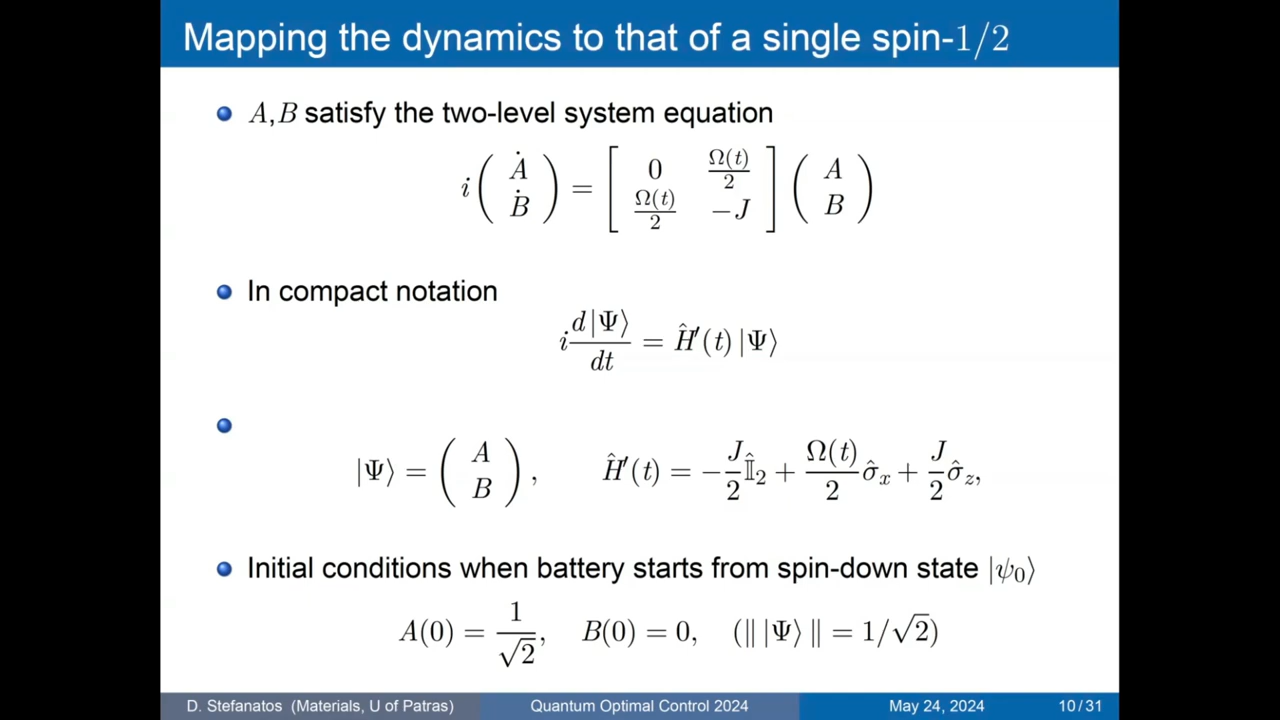 Mapping the dynamics to that of a single spin-1/2
A,B satisfy the two-level system equation
i ( Ȧ Ḃ ) = [ 0 Ω(t)/2 Ω(t)/2 −J ] ( A B )
In compact notation
i d|Ψ⟩/dt = Ĥ′(t) |Ψ⟩
|Ψ⟩ = ( A B ), Ĥ′(t) = −J/2 𝕀̂₂ + Ω(t)/2 σ̂ₓ + J/2 σ̂_z,
Initial conditions when battery starts from spin-down state |ψ₀⟩
A(0) = 1/√2, B(0) = 0, (‖ |Ψ⟩ ‖ = 1/√2)
D. Stefanatos (Materials, U of Patras) Quantum Optimal Control 2024 May 24, 2024 10 / 31